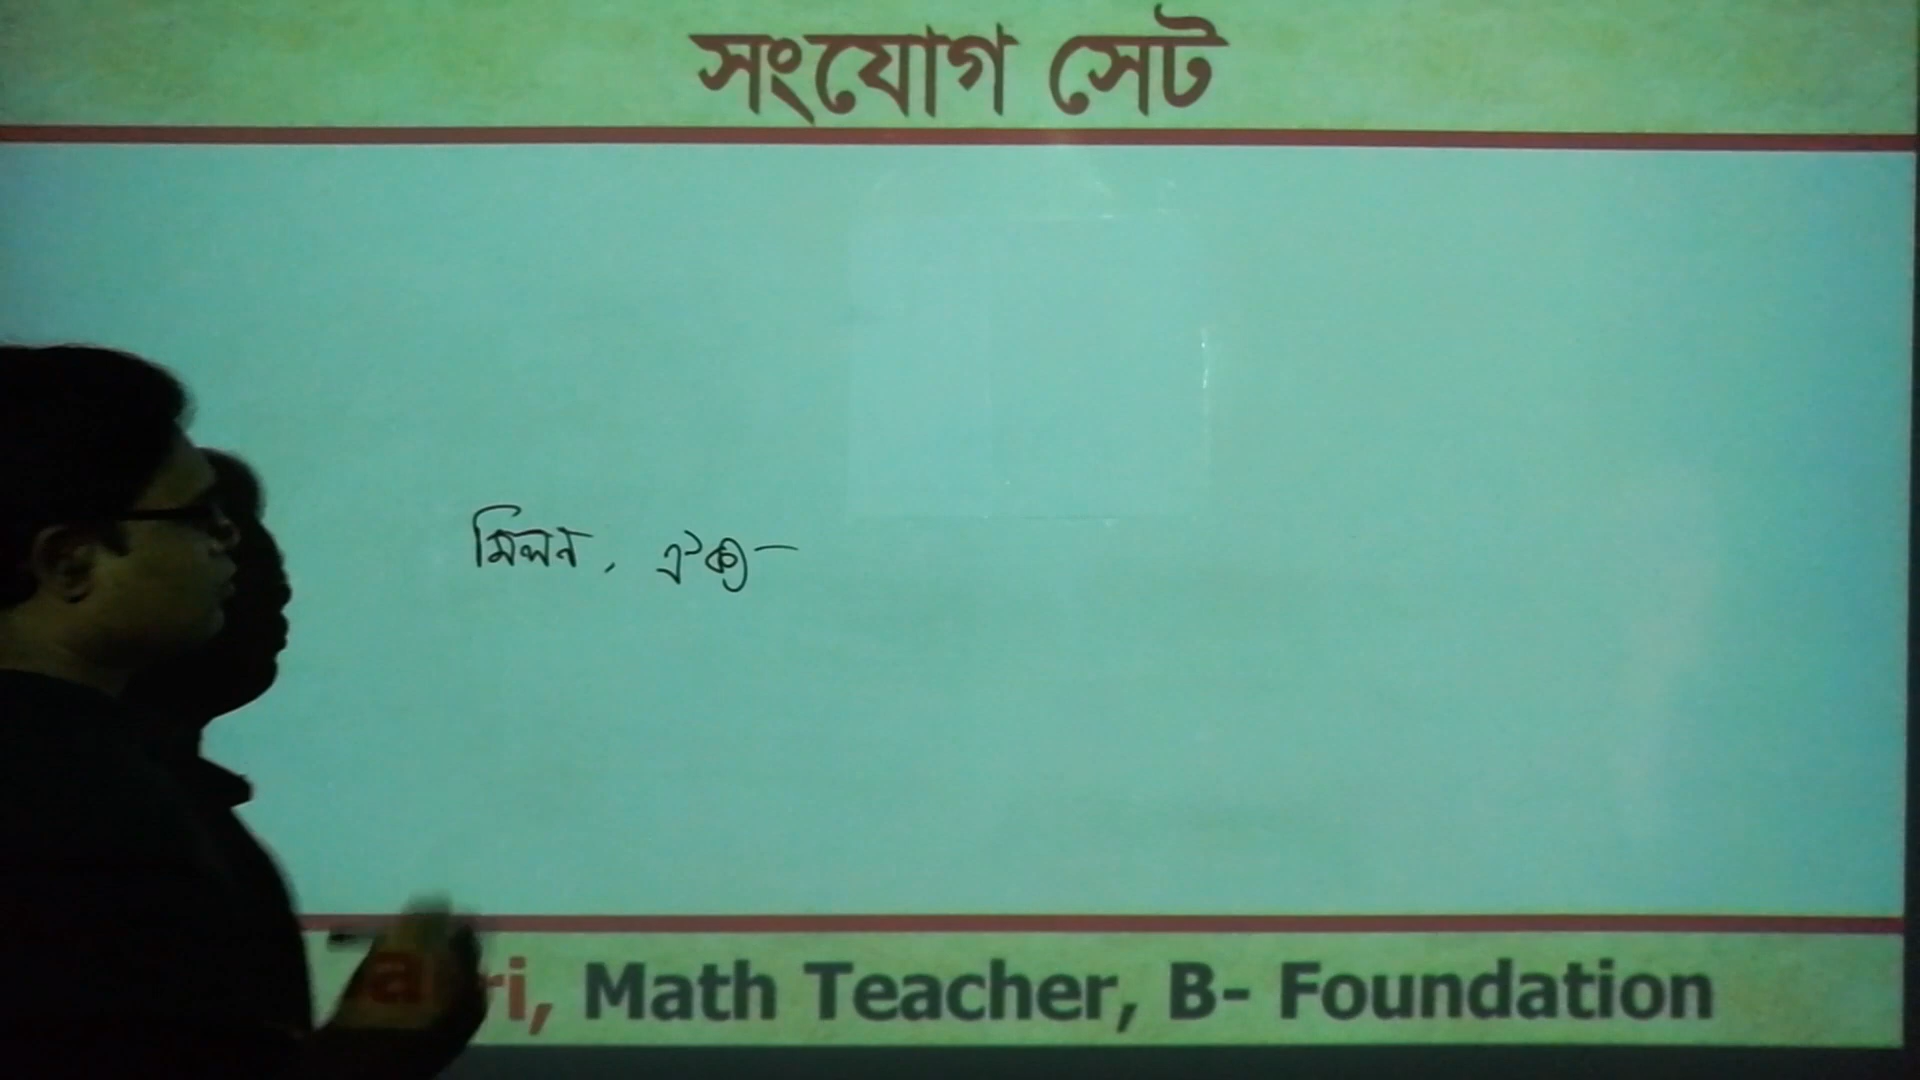 সংযোগ সেট
মিলন, ঐক্য
Math Teacher, B- Foundation